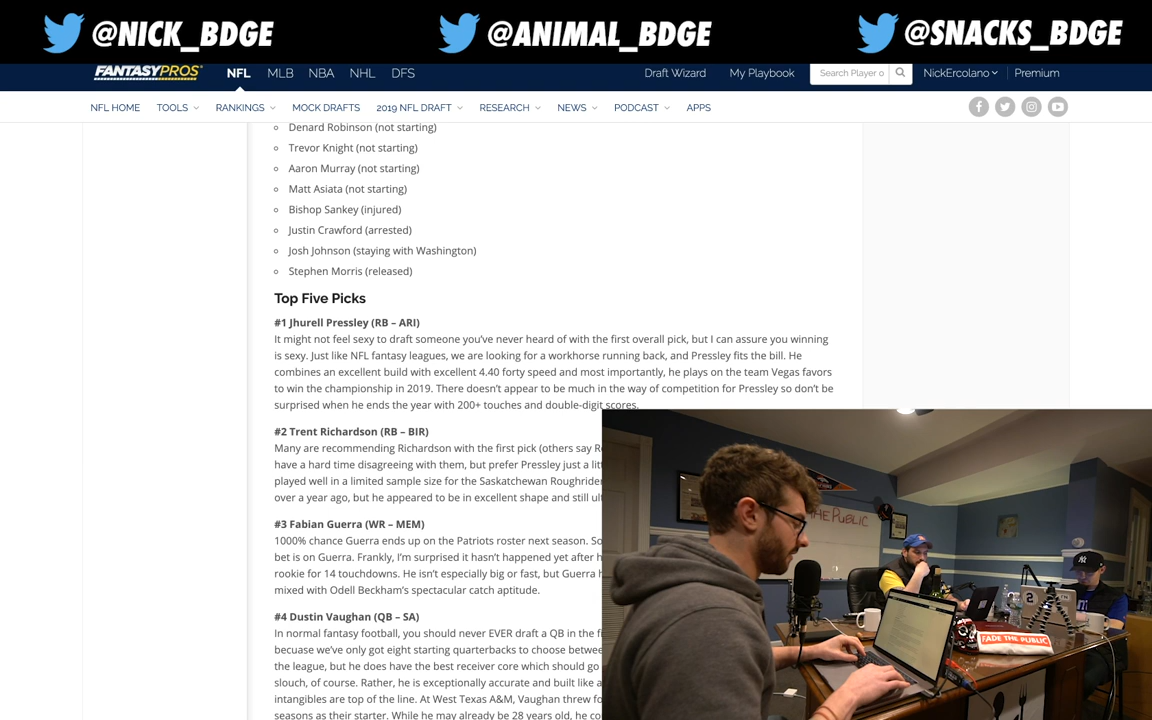 @NICK_BDGE @ANIMAL_BDGE @SNACKS_BDGE
FANTASYPROS NFL MLB NBA NHL DFS Draft Wizard My Playbook Search Player o NickErcolano Premium
NFL HOME TOOLS RANKINGS MOCK DRAFTS 2019 NFL DRAFT RESEARCH NEWS PODCAST APPS
Denard Robinson (not starting)
Trevor Knight (not starting)
Aaron Murray (not starting)
Matt Asiata (not starting)
Bishop Sankey (injured)
Justin Crawford (arrested)
Josh Johnson (staying with Washington)
Stephen Morris (released)
Top Five Picks
#1 Jhurell Pressley (RB – ARI)
It might not feel sexy to draft someone you've never heard of with the first overall pick, but I can assure you winning
is sexy. Just like NFL fantasy leagues, we are looking for a workhorse running back, and Pressley fits the bill. He
combines an excellent build with excellent 4.40 forty speed and most importantly, he plays on the team Vegas favors
to win the championship in 2019. There doesn't appear to be much in the way of competition for Pressley so don't be
surprised when he ends the year with 200+ touches and double-digit scores.
#2 Trent Richardson (RB – BIR)
Many are recommending Richardson with the first pick (others say
have a hard time disagreeing with them, but prefer Pressley just a
played well in a limited sample size for the Saskatchewan
over a year ago, but he appeared to be in excellent shape and still
#3 Fabian Guerra (WR – MEM)
1000% chance Guerra ends up on the Patriots roster next season.
bet is on Guerra. Frankly, I'm surprised it hasn't happened yet after
rookie for 14 touchdowns. He isn't especially big or fast, but Guerra
mixed with Odell Beckham's spectacular catch aptitude.
#4 Dustin Vaughan (QB – SA)
In normal fantasy football, you should never EVER draft a QB in the
becuase we've only got eight starting quarterbacks to choose
the league, but he does have the best receiver core which should go
slouch, of course. Rather, he is exceptionally accurate and built like a
intangibles are top of the line. At West Texas A&M, Vaughan threw
seasons as their starter. While he may already be 28 years old, he
THE PUBLIC
FADE THE PUBLIC